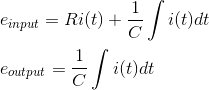 e_{input} = Ri(t) + \frac{1}{C} \int i(t)dt
e_{output} = \frac{1}{C} \int i(t)dt